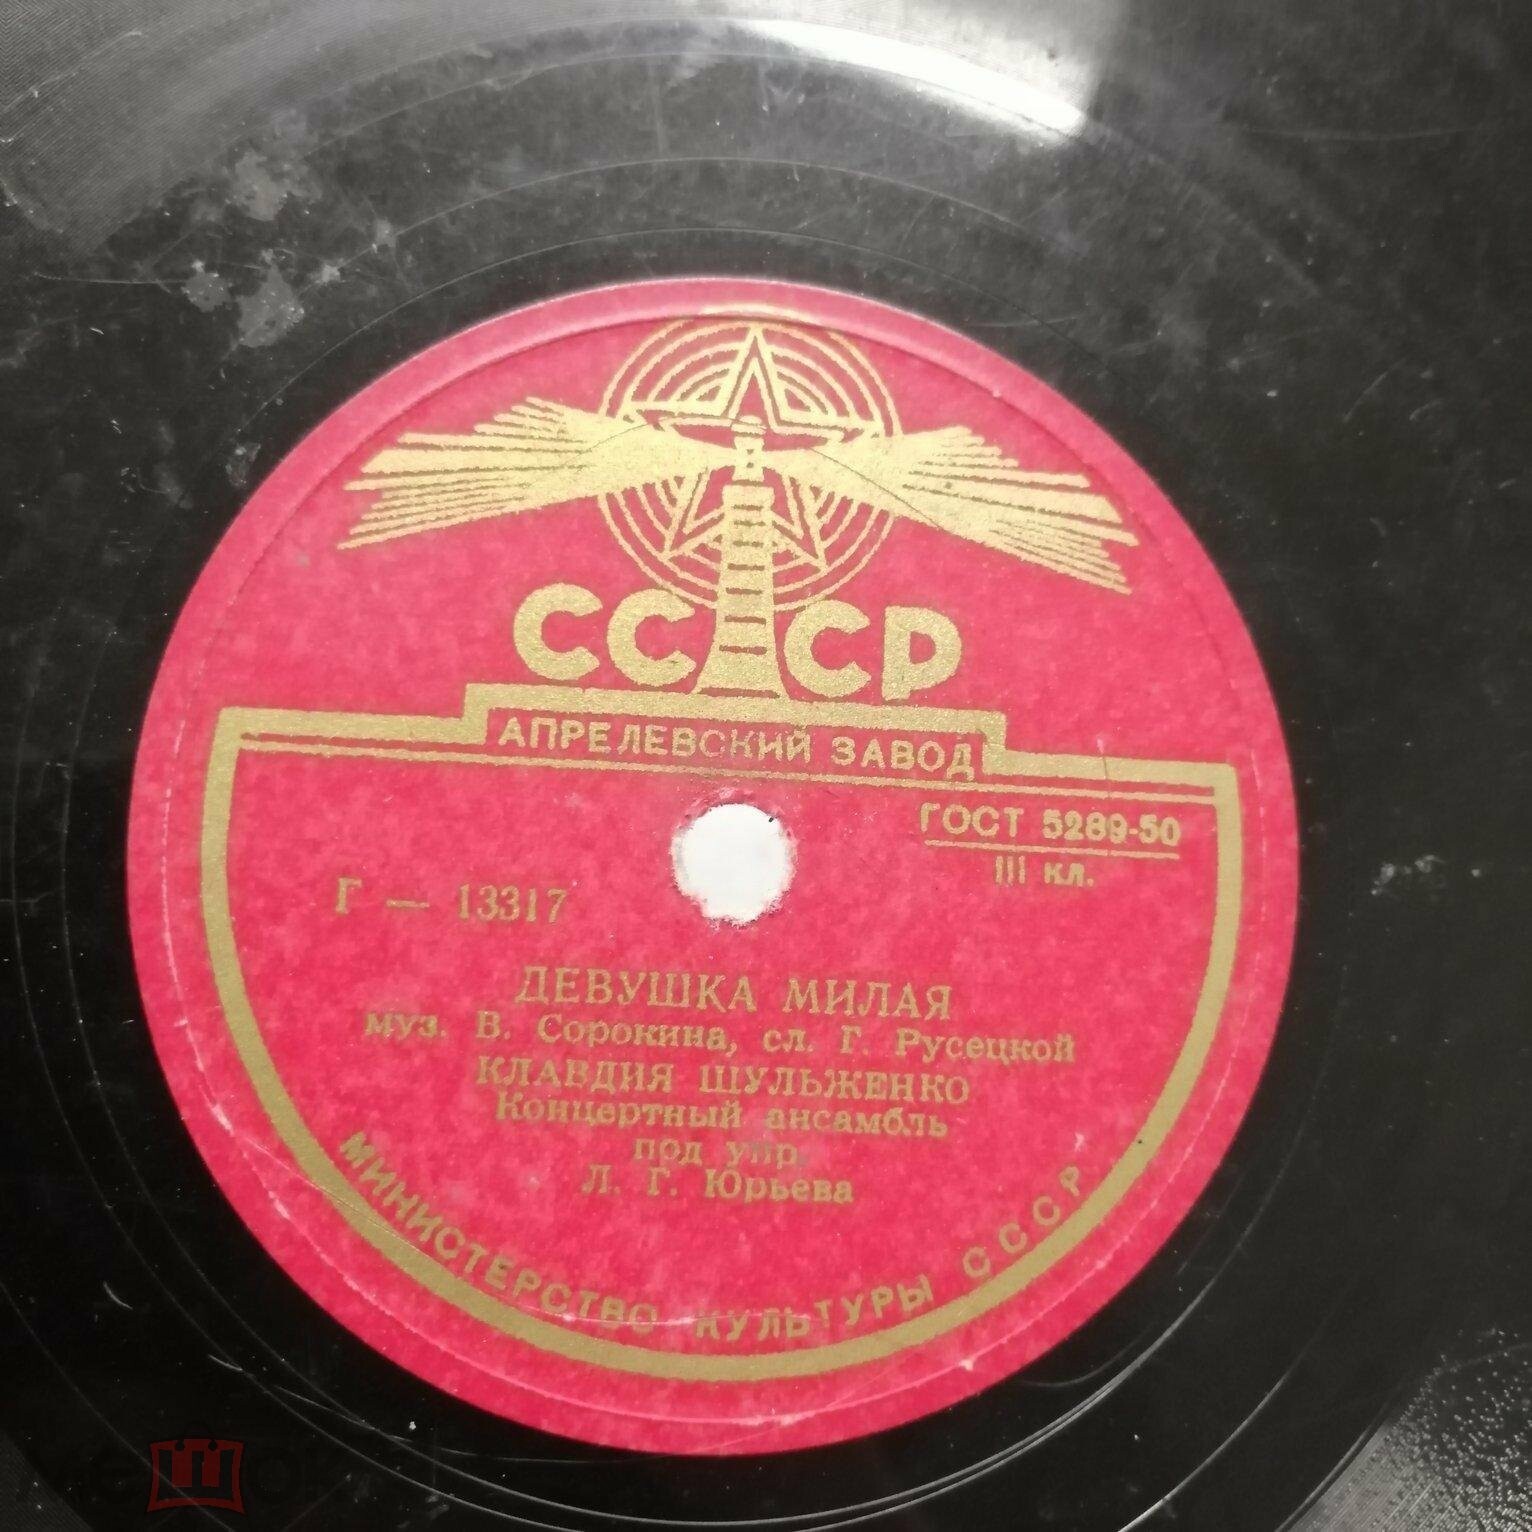 СССР
АПРЕЛЕВСКИЙ ЗАВОД
ГОСТ 5289-50
III кл.
Г — 13317
ДЕВУШКА МИЛАЯ
муз. В. Сорокина, сл. Г. Русецкой
КЛАВДИЯ ШУЛЬЖЕНКО
Концертный ансамбль
под упр.
Л. Г. Юрьева
МИНИСТЕРСТВО КУЛЬТУРЫ СССР